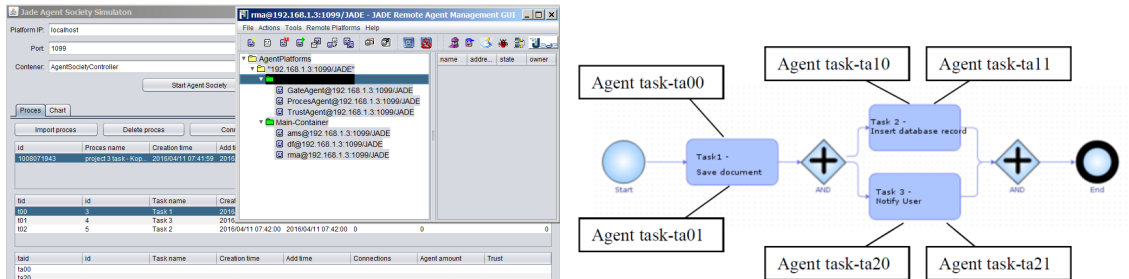 Jade Agent Society Simulaton
Platform IP: localhost
Port 1099
Contener: AgentSocietyController
Start Agent Society
Proces Chart
Import proces Delete proces
id Proces name Creation time
1008071943 project 3 task - Kop... 2016/04/11 07:41:59
tid id Task name
t00 3 Task 1
t01 4 Task 3
t02 5 Task 2 2016/04/11 07:42:00 2016/04/11 07:42:00 0 0 0
taid id Task name Creation time Add time Connections Agent amount Trust
ta00
ta20
rma@192.168.1.3:1099/JADE - JADE Remote Agent Management GUI
File Actions Tools Remote Platforms Help
AgentPlatforms
"192.168.1.3:1099/JADE"
GateAgent@192.168.1.3:1099/JADE
ProcesAgent@192.168.1.3:1099/JADE
TrustAgent@192.168.1.3:1099/JADE
Main-Container
ams@192.168.1.3:1099/JADE
df@192.168.1.3:1099/JADE
rma@192.168.1.3:1099/JADE
name addre... state owner
Agent task-ta00
Agent task-ta10
Agent task-ta11
Start
Task1 -
Save document
AND
Task 2 -
Insert database record
Task 3 -
Notify User
AND
End
Agent task-ta01
Agent task-ta20
Agent task-ta21